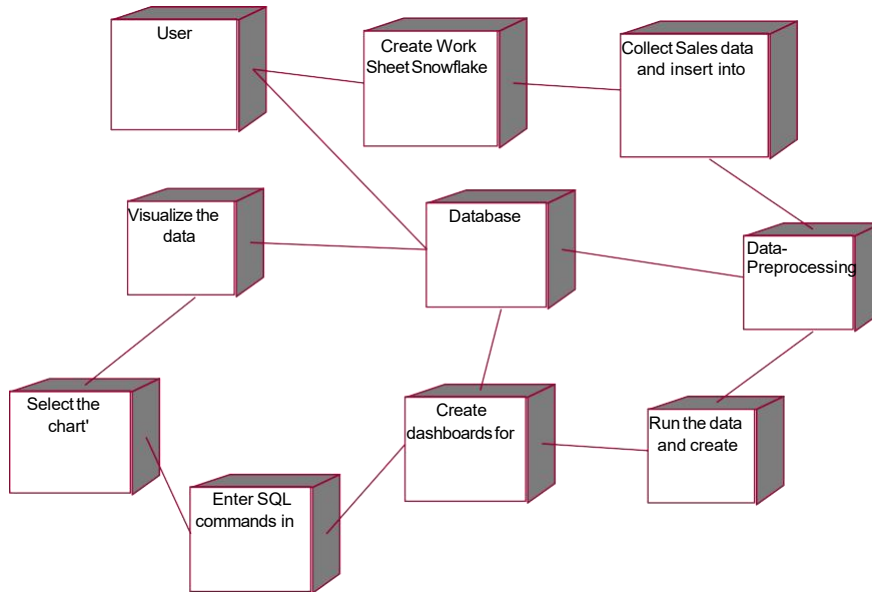 User
Create Work
Sheet Snowflake
Collect Sales data
and insert into
Visualize the
data
Database
Data-
Preprocessing
Select the
chart'
Create
dashboards for
Run the data
and create
Enter SQL
commands in